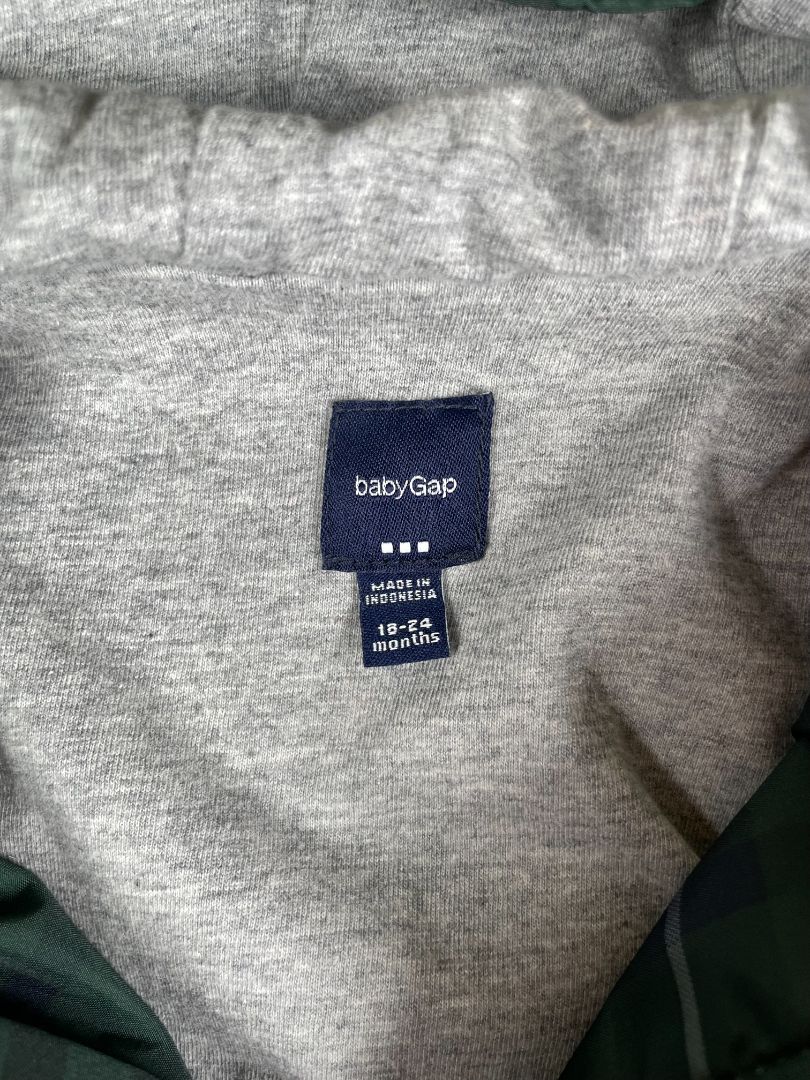 babyGap
MADE IN
INDONESIA
18-24
months